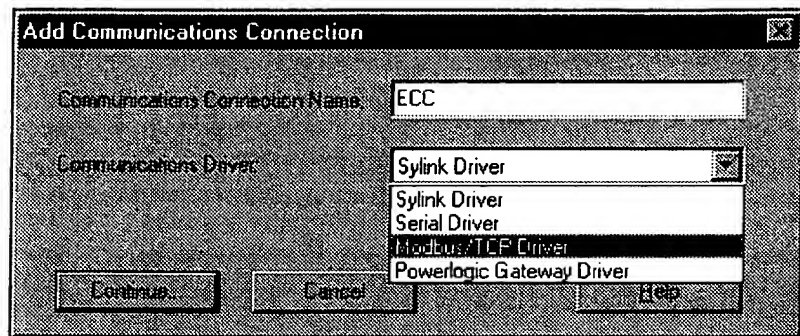 Add Communications Connection
Communications Connection Name:
ECC
Communications Driver:
Sylink Driver
Sylink Driver
Serial Driver
Modbus/TCP Driver
Powerlogic Gateway Driver
Continue...
Cancel
Help